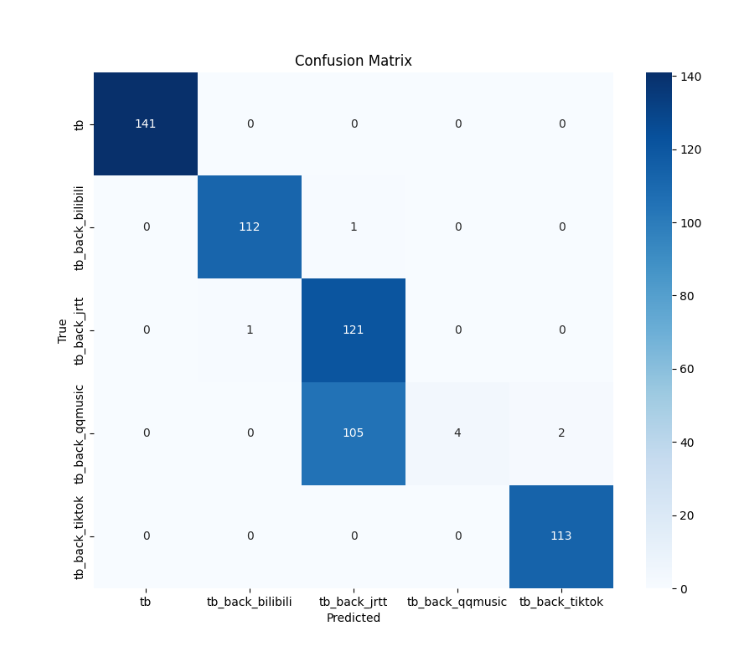 Confusion Matrix
tb 141 0 0 0 0
tb_back_bilibili 0 112 1 0 0
tb_back_jrtt 0 1 121 0 0
tb_back_qqmusic 0 0 105 4 2
tb_back_tiktok 0 0 0 0 113
True
tb tb_back_bilibili tb_back_jrtt tb_back_qqmusic tb_back_tiktok
Predicted
140
120
100
80
60
40
20
0